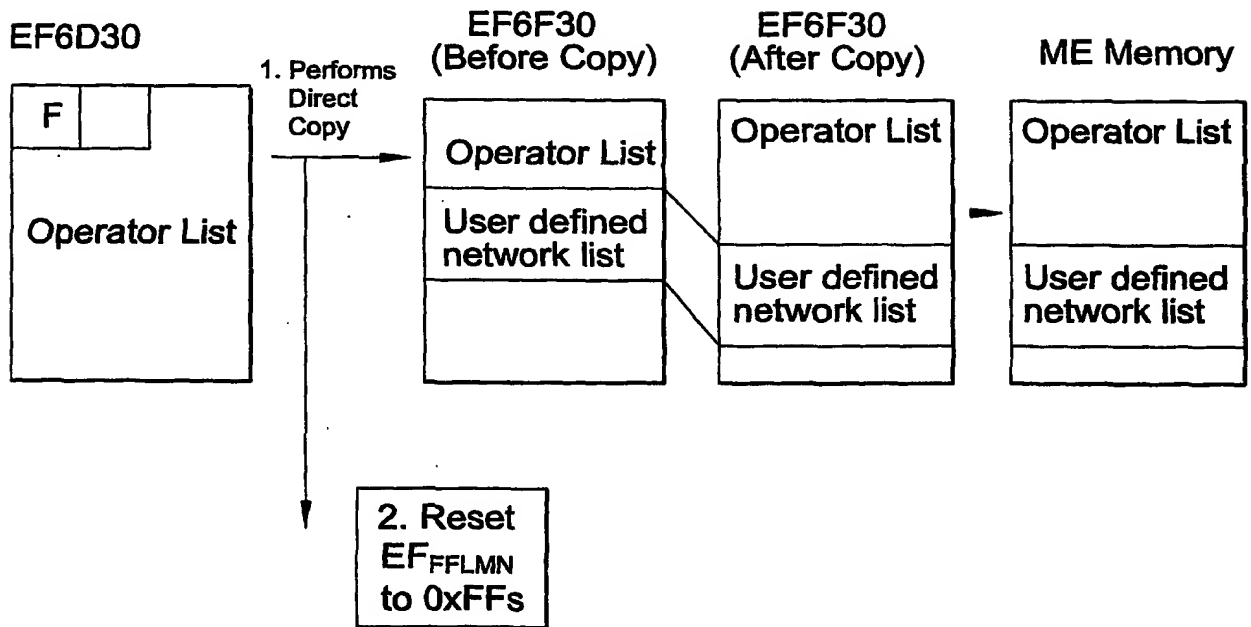 EF6D30
F
Operator List
1. Performs
Direct
Copy
EF6F30
(Before Copy)
Operator List
User defined
network list
EF6F30
(After Copy)
Operator List
User defined
network list
ME Memory
Operator List
User defined
network list
2. Reset
EFFFLMN
to 0xFFs